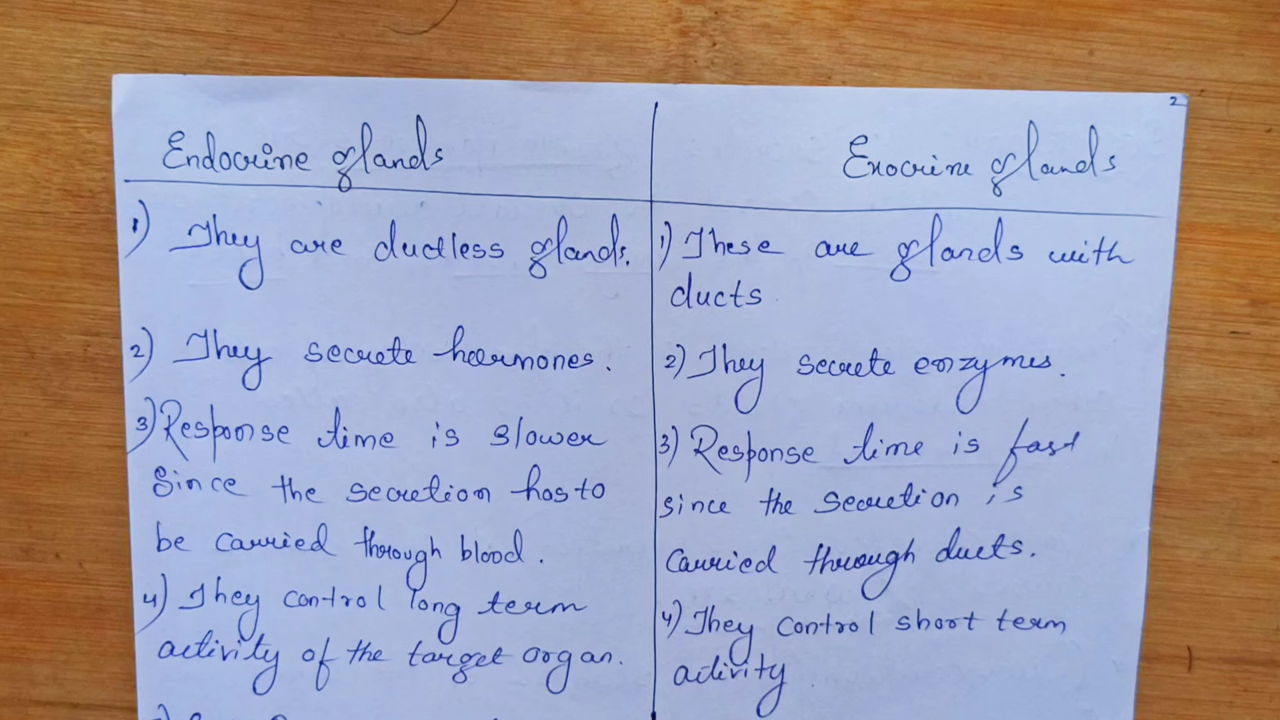 2
Endocrine glands
Exocrine glands
1) They are ductless glands.
2) They secrete hormones.
3) Response time is slower
Since the secretion has to
be carried through blood.
4) They control long term
activity of the target organ.
1) These are glands with
ducts
2) They secrete enzymes.
3) Response time is fast
since the secretion is
carried through ducts.
4) They control short term
activity